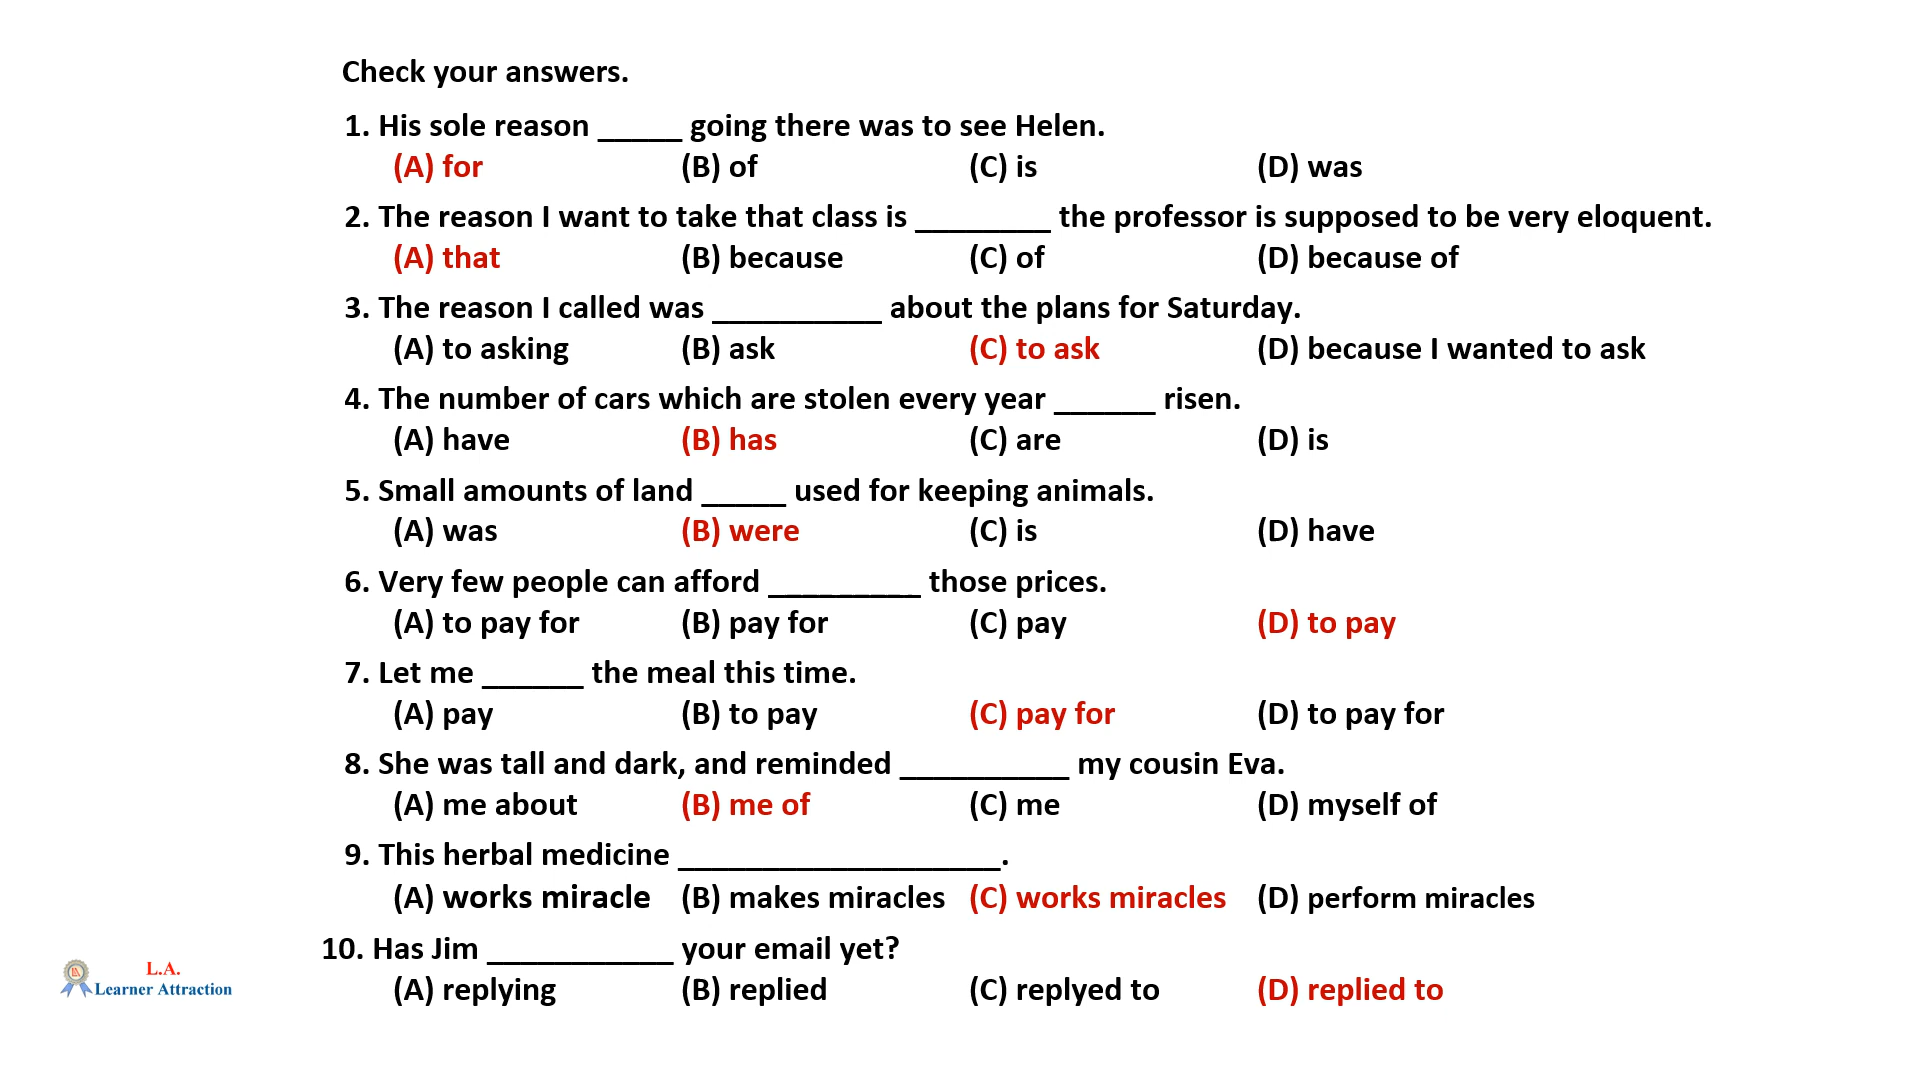 Check your answers.
1. His sole reason _____ going there was to see Helen.
(A) for (B) of (C) is (D) was
2. The reason I want to take that class is ________ the professor is supposed to be very eloquent.
(A) that (B) because (C) of (D) because of
3. The reason I called was __________ about the plans for Saturday.
(A) to asking (B) ask (C) to ask (D) because I wanted to ask
4. The number of cars which are stolen every year ______ risen.
(A) have (B) has (C) are (D) is
5. Small amounts of land _____ used for keeping animals.
(A) was (B) were (C) is (D) have
6. Very few people can afford _________ those prices.
(A) to pay for (B) pay for (C) pay (D) to pay
7. Let me ______ the meal this time.
(A) pay (B) to pay (C) pay for (D) to pay for
8. She was tall and dark, and reminded __________ my cousin Eva.
(A) me about (B) me of (C) me (D) myself of
9. This herbal medicine ___________________.
(A) works miracle (B) makes miracles (C) works miracles (D) perform miracles
10. Has Jim ___________ your email yet?
(A) replying (B) replied (C) replyed to (D) replied to
L.A.
Learner Attraction